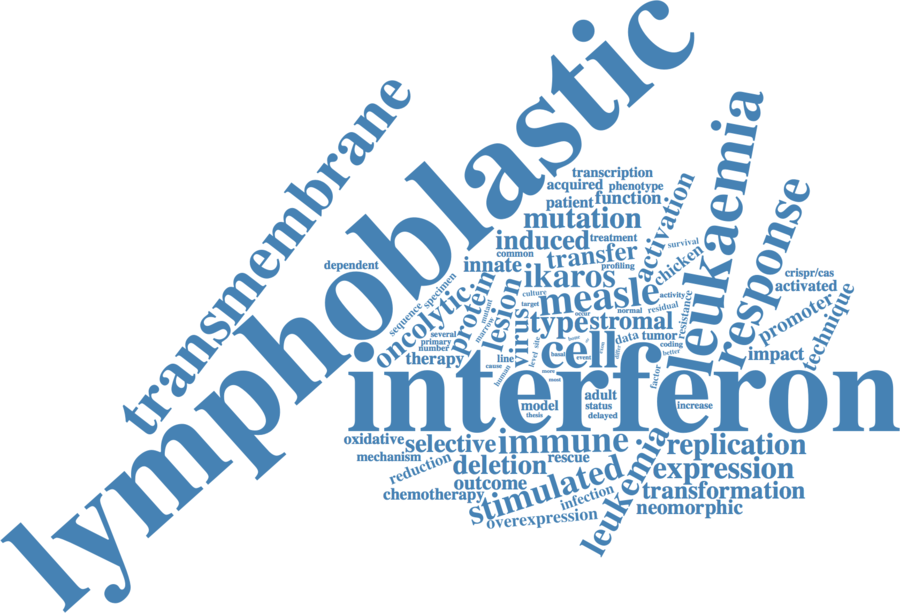 lymphoblastic
transmembrane
interferon
leukaemia
response
transcription
acquired
phenotype
patient
function
mutation
activation
induced
treatment
survival
common
transfer
chicken
innate
profiling
dependent
ikaros
crispr/cas
activated
specimen
sequence
oncolytic
protein
mutant
marrow
lesion
culture
target
measle
activity
normal
residual
resistance
promoter
technique
occur
several
primary
number
therapy
virus
type
stromal
data
tumor
coding
better
impact
line
cause
human
level
site
basal
cell
event
more
most
factor
model
thesis
adult
status
delayed
increase
oxidative
selective
immune
leukemia
replication
mechanism
reduction
deletion
rescue
expression
outcome
stimulated
transformation
chemotherapy
infection
neomorphic
overexpression